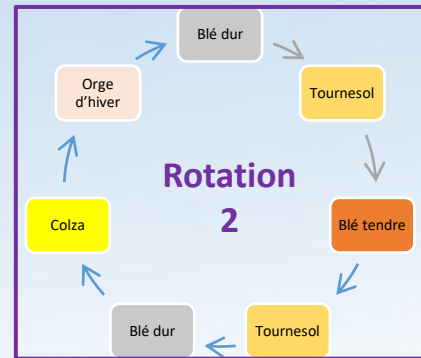 Blé dur
Tournesol
Blé tendre
Tournesol
Blé dur
Colza
Orge
d'hiver
Rotation
2